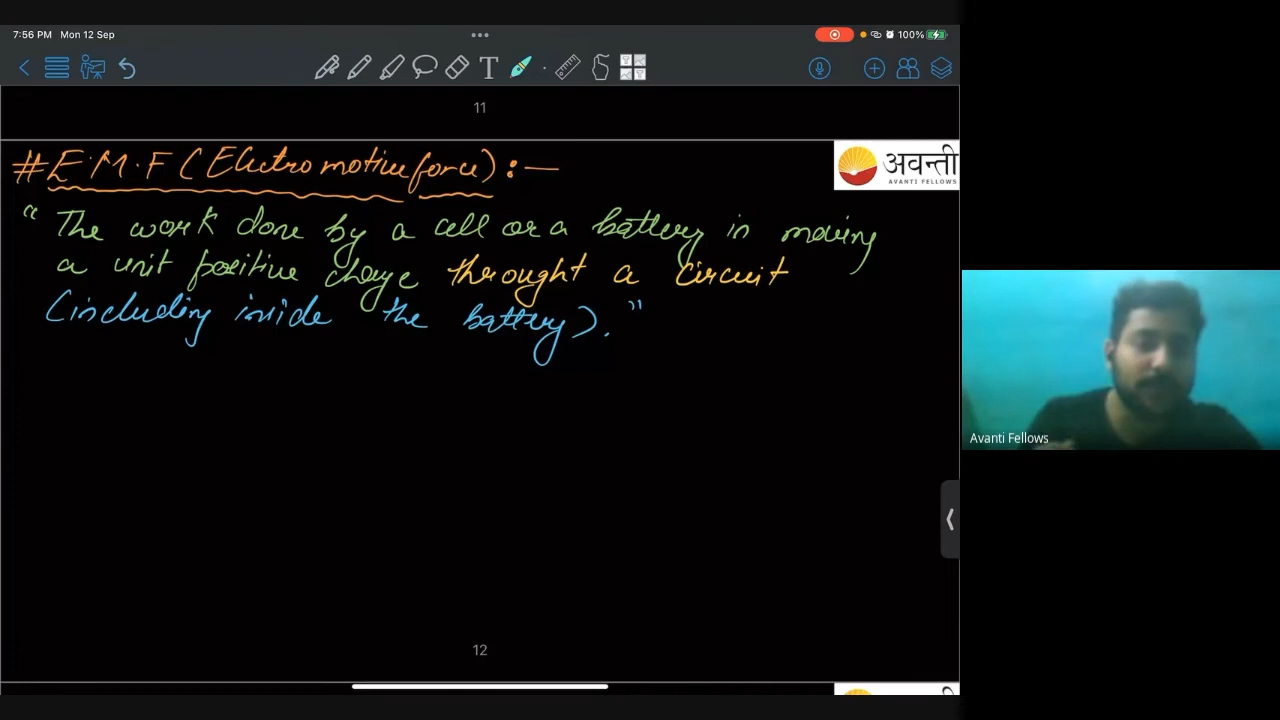 7:56 PM Mon 12 Sep
100%
T
11
#E.M.F (Electromotive force) :—
अवन्ती
AVANTI FELLOWS
“ The work done by a cell or a battery in moving
a unit positive charge throught a circuit
(including inside the battery). ”
Avanti Fellows
12